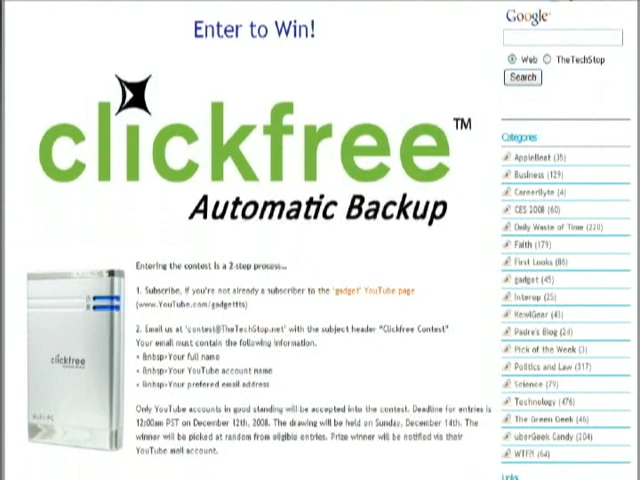 Enter to Win!
clickfree™
Automatic Backup
Entering the contest is a 2 step process...
1. Subscribe, if you're not already a subscriber to the 'gadget' YouTube page
(www.YouTube.com/gadgettts)
2. Email us at 'contest@TheTechStop.net' with the subject header "Clickfree Contest"
Your email must contain the following information.
• &nbsp>Your full name
• &nbsp>Your YouTube account name
• &nbsp>Your prefered email address
Only YouTube accounts in good standing will be accepted into the contest. Deadline for entries is
12:00am PST on December 12th, 2008. The drawing will be held on Sunday, December 14th. The
winner will be picked at random from aligible entries. Prize winner will be notified via their
YouTube mail account.
clickfree
Google™
Web TheTechStop
Search
Categories
AppleBeat (35)
Business (129)
CareerByte (4)
CES 2008 (60)
Daily Waste of Time (220)
Faith (179)
First Looks (86)
gadget (45)
Interop (25)
KewlGear (41)
Padre's Blog (24)
Pick of the Week (3)
Politics and Law (317)
Science (79)
Technology (476)
The Green Geek (46)
uberGeek Candy (204)
WTF?! (64)
Links